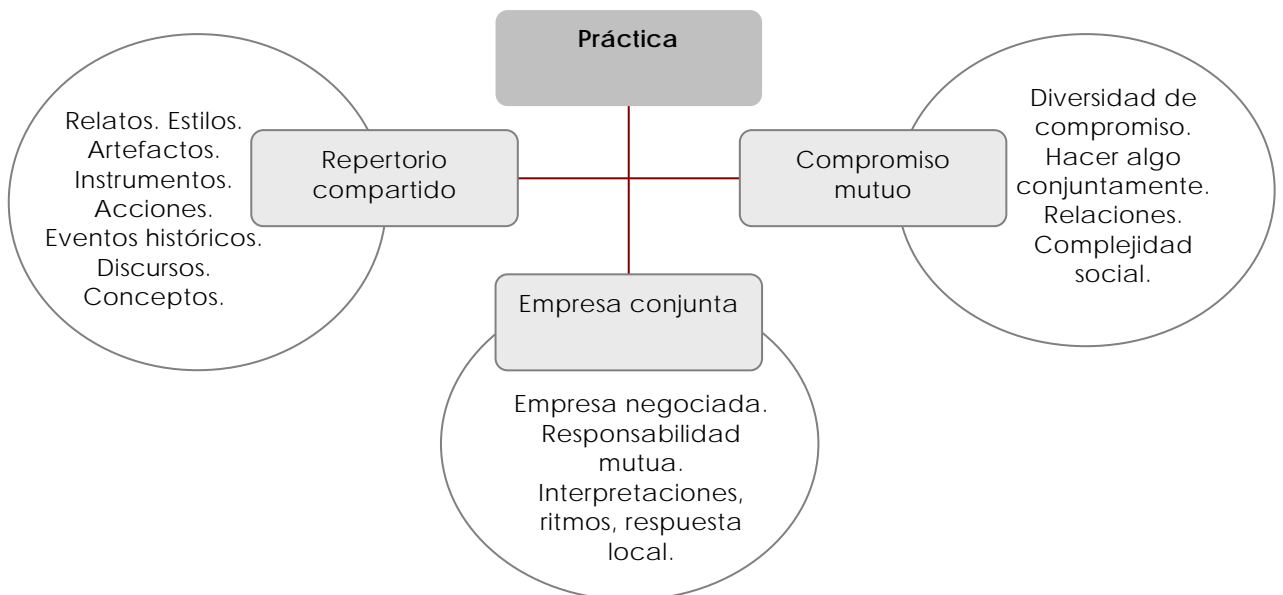 Práctica
Relatos. Estilos.
Artefactos.
Instrumentos.
Acciones.
Eventos históricos.
Discursos.
Conceptos.
Repertorio
compartido
Compromiso
mutuo
Diversidad de
compromiso.
Hacer algo
conjuntamente.
Relaciones.
Complejidad
social.
Empresa conjunta
Empresa negociada.
Responsabilidad
mutua.
Interpretaciones,
ritmos, respuesta
local.